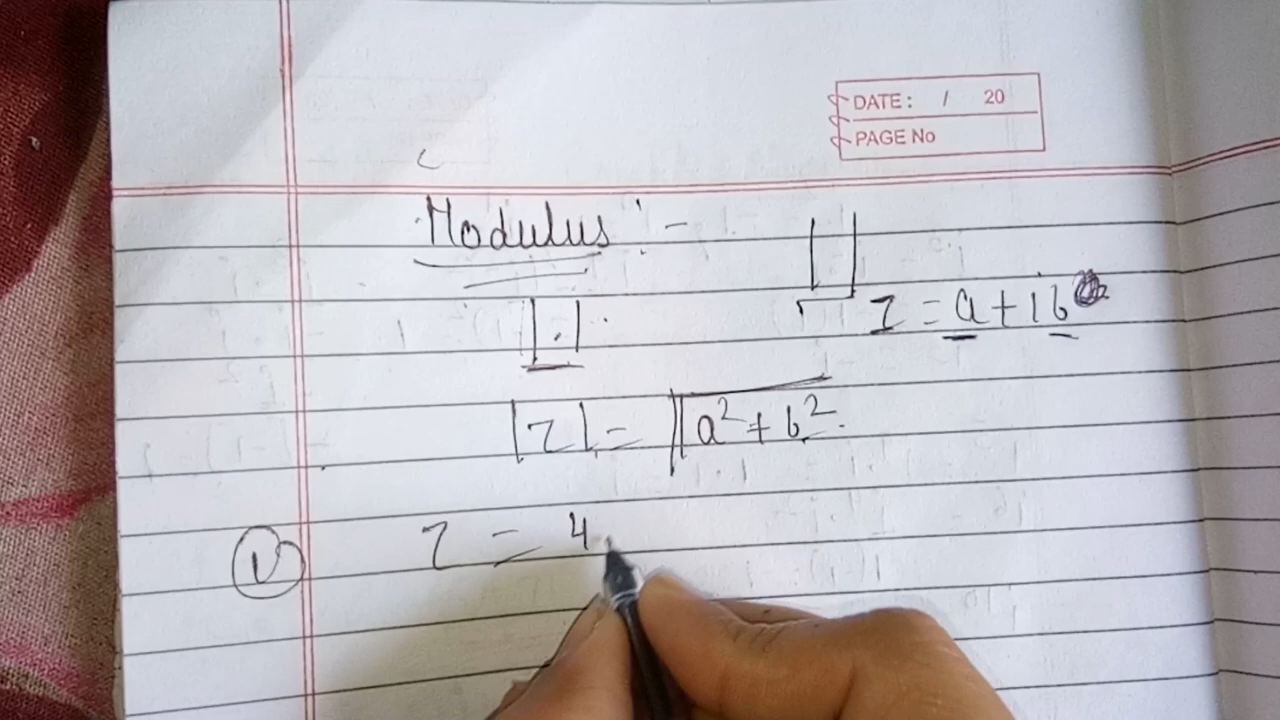 DATE: / 20
PAGE No
Modulus :-
| |
z = a + ib
|.|
|z| = √a² + b²
1) z = 4